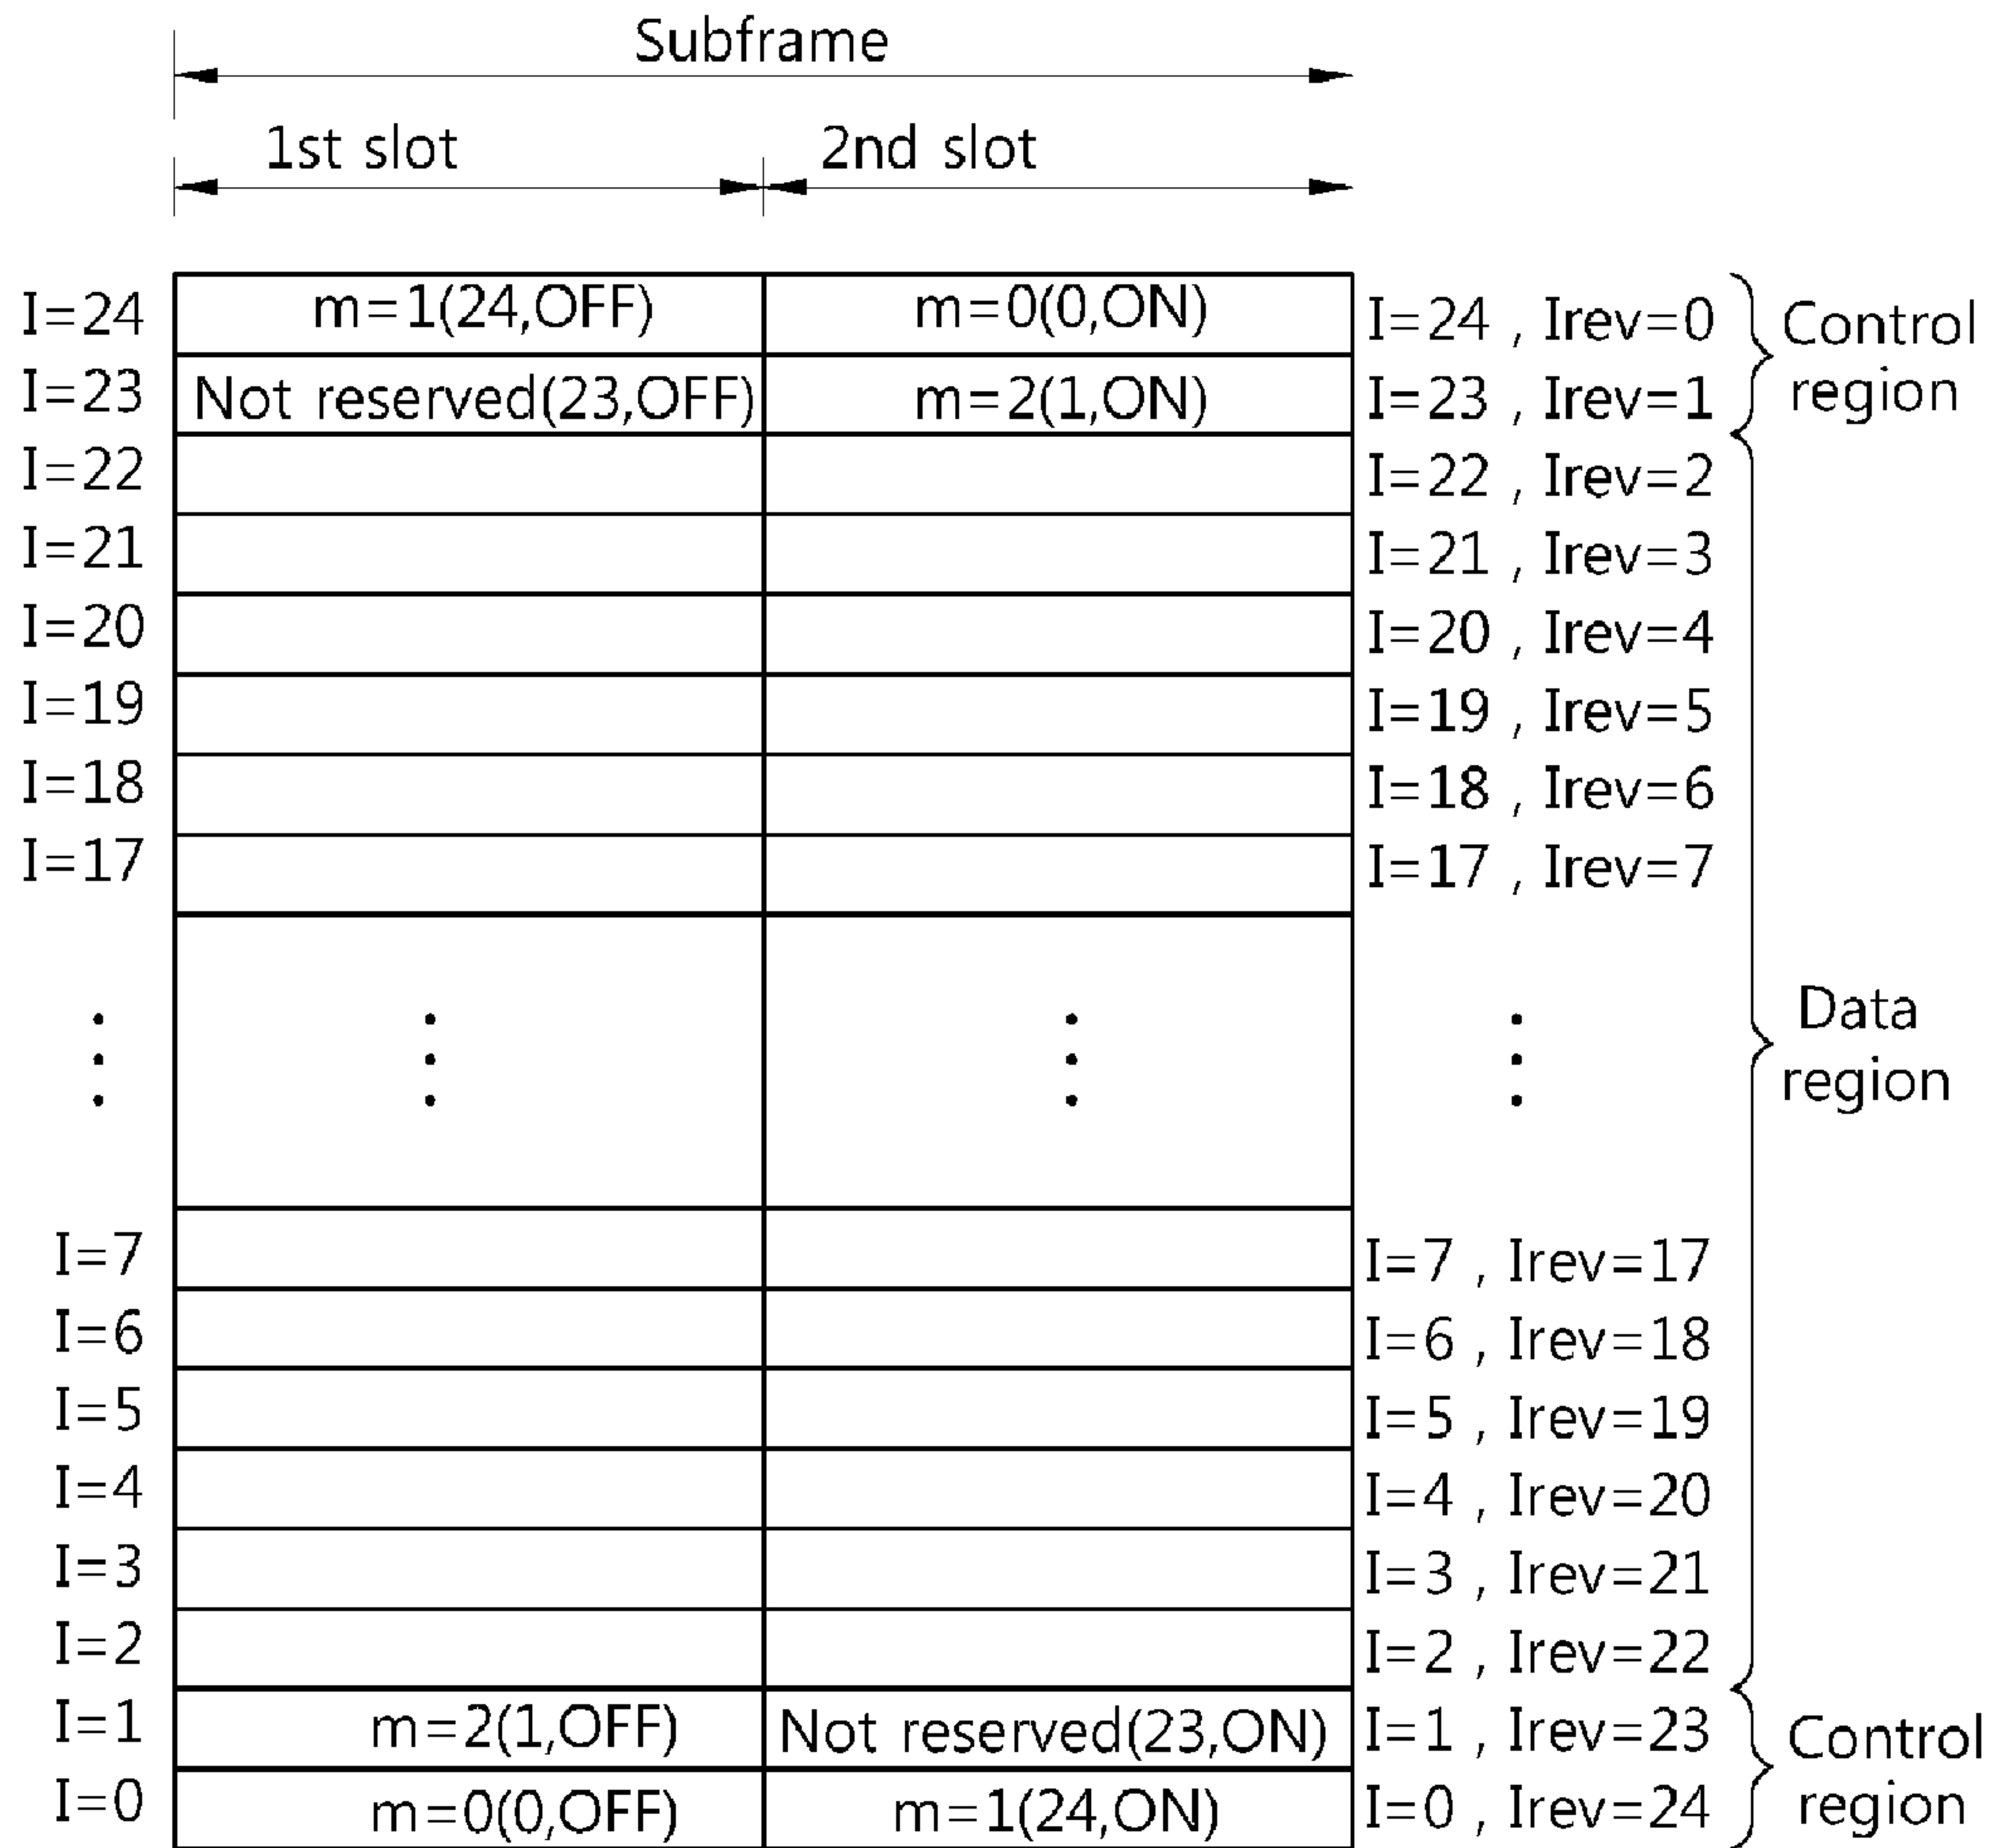 Subframe
1st slot 2nd slot
I=24 m=1(24,OFF) m=0(0,ON) I=24 , Irev=0
I=23 Not reserved(23,OFF) m=2(1,ON) I=23 , Irev=1
Control
region
I=22 I=22 , Irev=2
I=21 I=21 , Irev=3
I=20 I=20 , Irev=4
I=19 I=19 , Irev=5
I=18 I=18 , Irev=6
I=17 I=17 , Irev=7
Data
region
I=7 I=7 , Irev=17
I=6 I=6 , Irev=18
I=5 I=5 , Irev=19
I=4 I=4 , Irev=20
I=3 I=3 , Irev=21
I=2 I=2 , Irev=22
I=1 m=2(1,OFF) Not reserved(23,ON) I=1 , Irev=23
I=0 m=0(0,OFF) m=1(24,ON) I=0 , Irev=24
Control
region